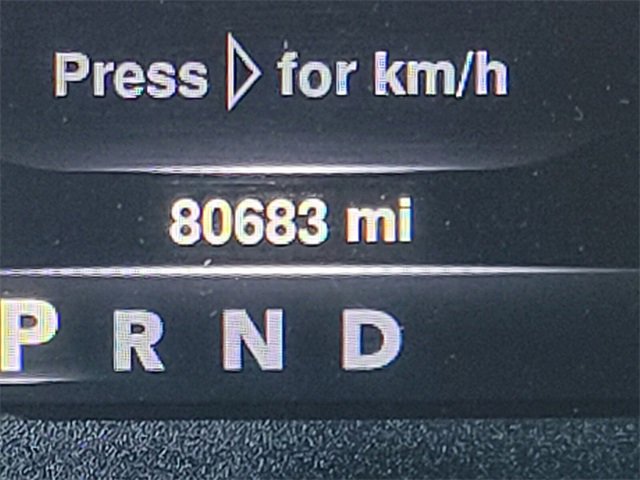 Press ▷ for km/h
80683 mi
P R N D